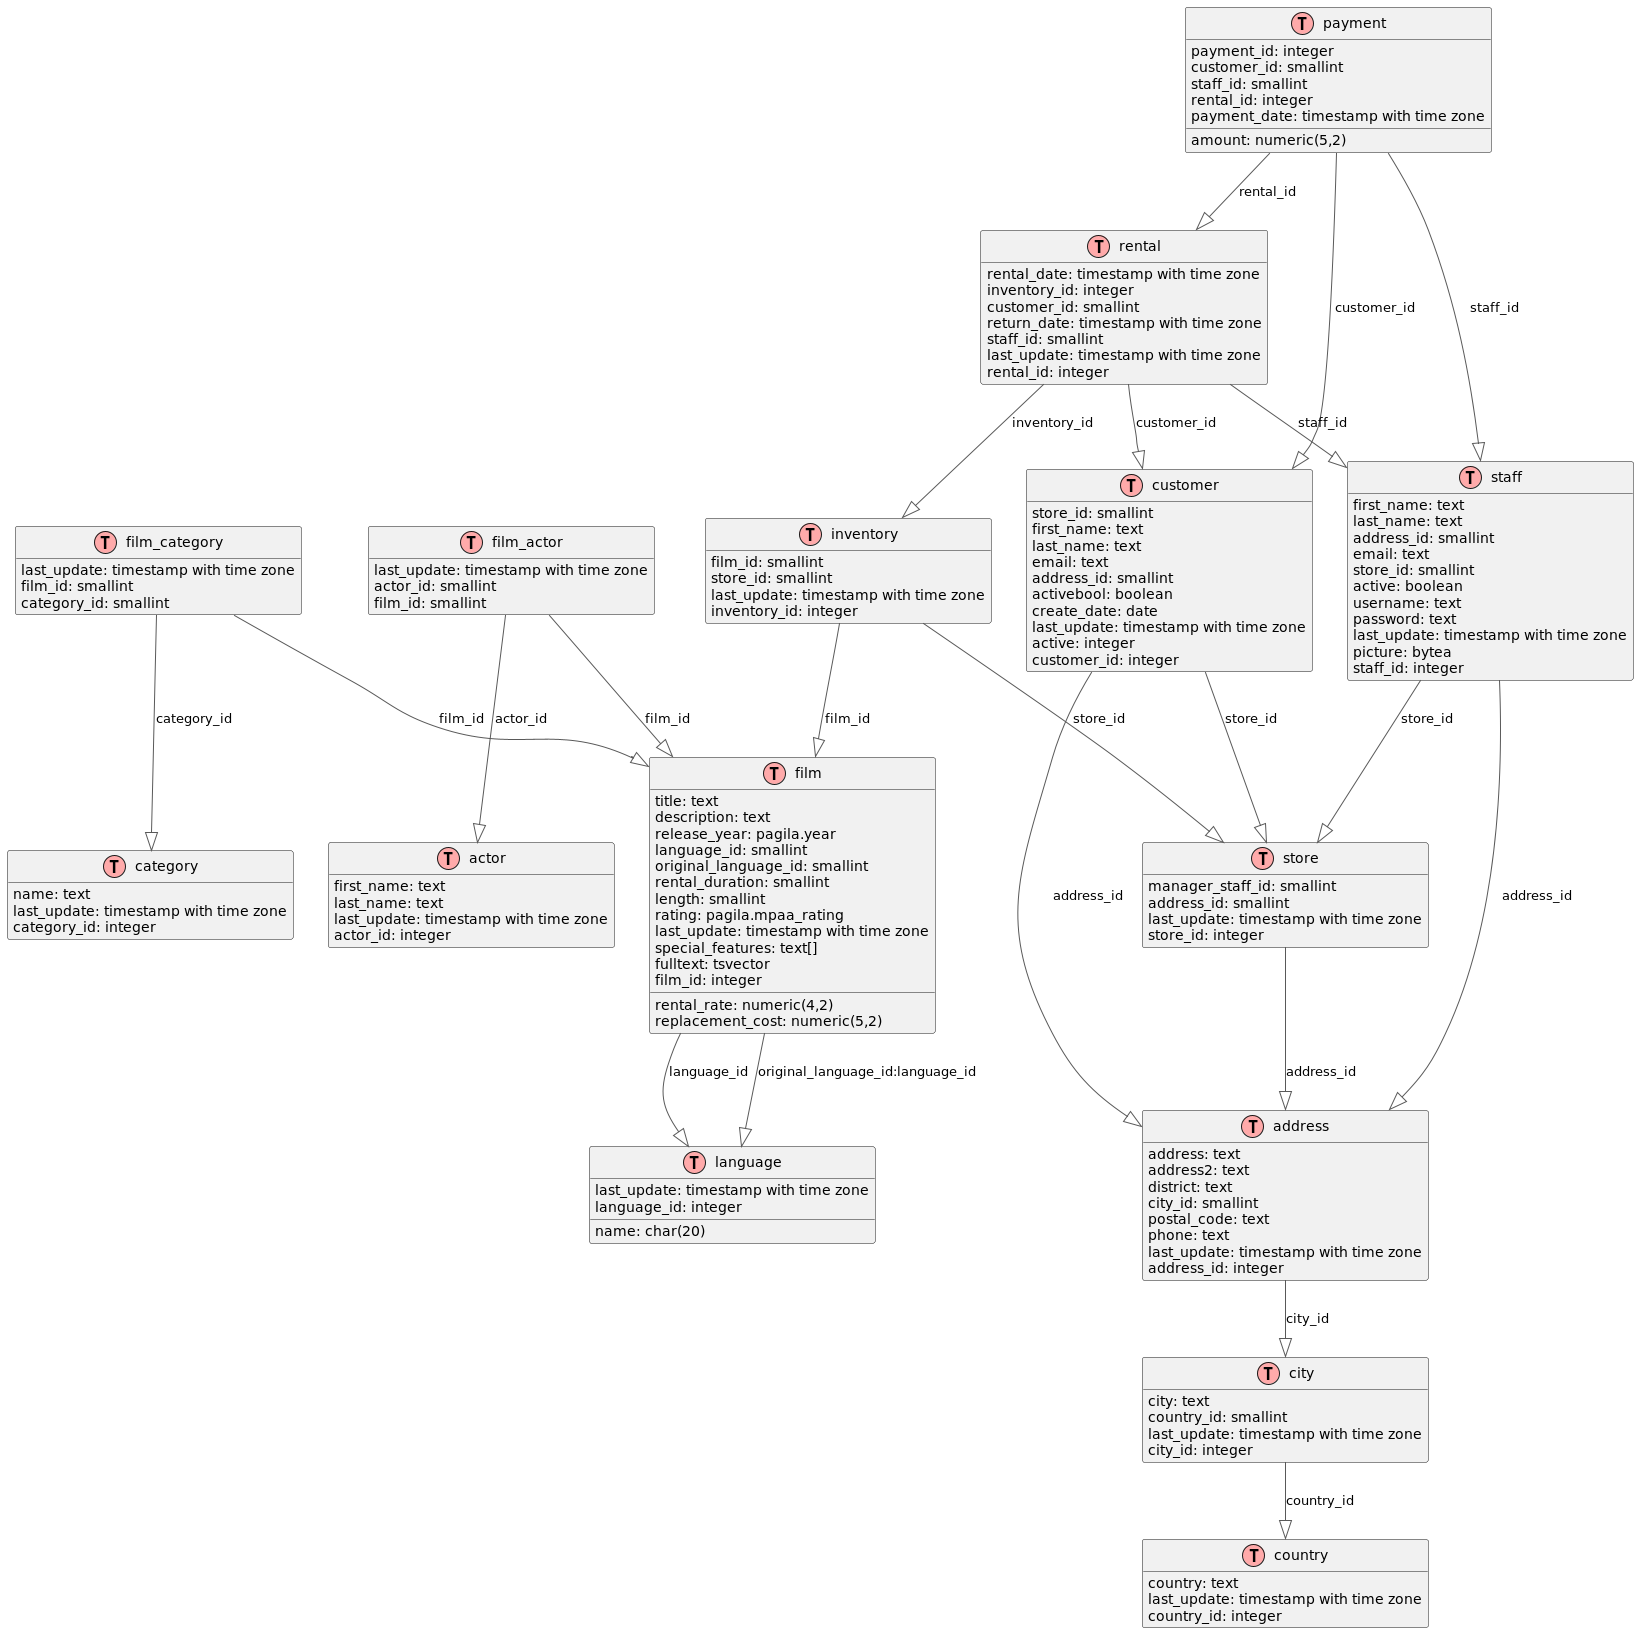 T payment
payment_id: integer
customer_id: smallint
staff_id: smallint
rental_id: integer
payment_date: timestamp with time zone
amount: numeric(5,2)
rental_id
T rental
rental_date: timestamp with time zone
inventory_id: integer
customer_id: smallint
return_date: timestamp with time zone
staff_id: smallint
last_update: timestamp with time zone
rental_id: integer
customer_id
staff_id
inventory_id
customer_id
staff_id
T film_category
last_update: timestamp with time zone
film_id: smallint
category_id: smallint
T film_actor
last_update: timestamp with time zone
actor_id: smallint
film_id: smallint
T inventory
film_id: smallint
store_id: smallint
last_update: timestamp with time zone
inventory_id: integer
T customer
store_id: smallint
first_name: text
last_name: text
email: text
address_id: smallint
activebool: boolean
create_date: date
last_update: timestamp with time zone
active: integer
customer_id: integer
T staff
first_name: text
last_name: text
address_id: smallint
email: text
store_id: smallint
active: boolean
username: text
password: text
last_update: timestamp with time zone
picture: bytea
staff_id: integer
category_id
film_id
actor_id
film_id
film_id
store_id
store_id
store_id
T category
name: text
last_update: timestamp with time zone
category_id: integer
T actor
first_name: text
last_name: text
last_update: timestamp with time zone
actor_id: integer
T film
title: text
description: text
release_year: pagila.year
language_id: smallint
original_language_id: smallint
rental_duration: smallint
length: smallint
rating: pagila.mpaa_rating
last_update: timestamp with time zone
special_features: text[]
fulltext: tsvector
film_id: integer
rental_rate: numeric(4,2)
replacement_cost: numeric(5,2)
address_id
T store
manager_staff_id: smallint
address_id: smallint
last_update: timestamp with time zone
store_id: integer
address_id
language_id
original_language_id:language_id
address_id
T language
last_update: timestamp with time zone
language_id: integer
name: char(20)
T address
address: text
address2: text
district: text
city_id: smallint
postal_code: text
phone: text
last_update: timestamp with time zone
address_id: integer
city_id
T city
city: text
country_id: smallint
last_update: timestamp with time zone
city_id: integer
country_id
T country
country: text
last_update: timestamp with time zone
country_id: integer